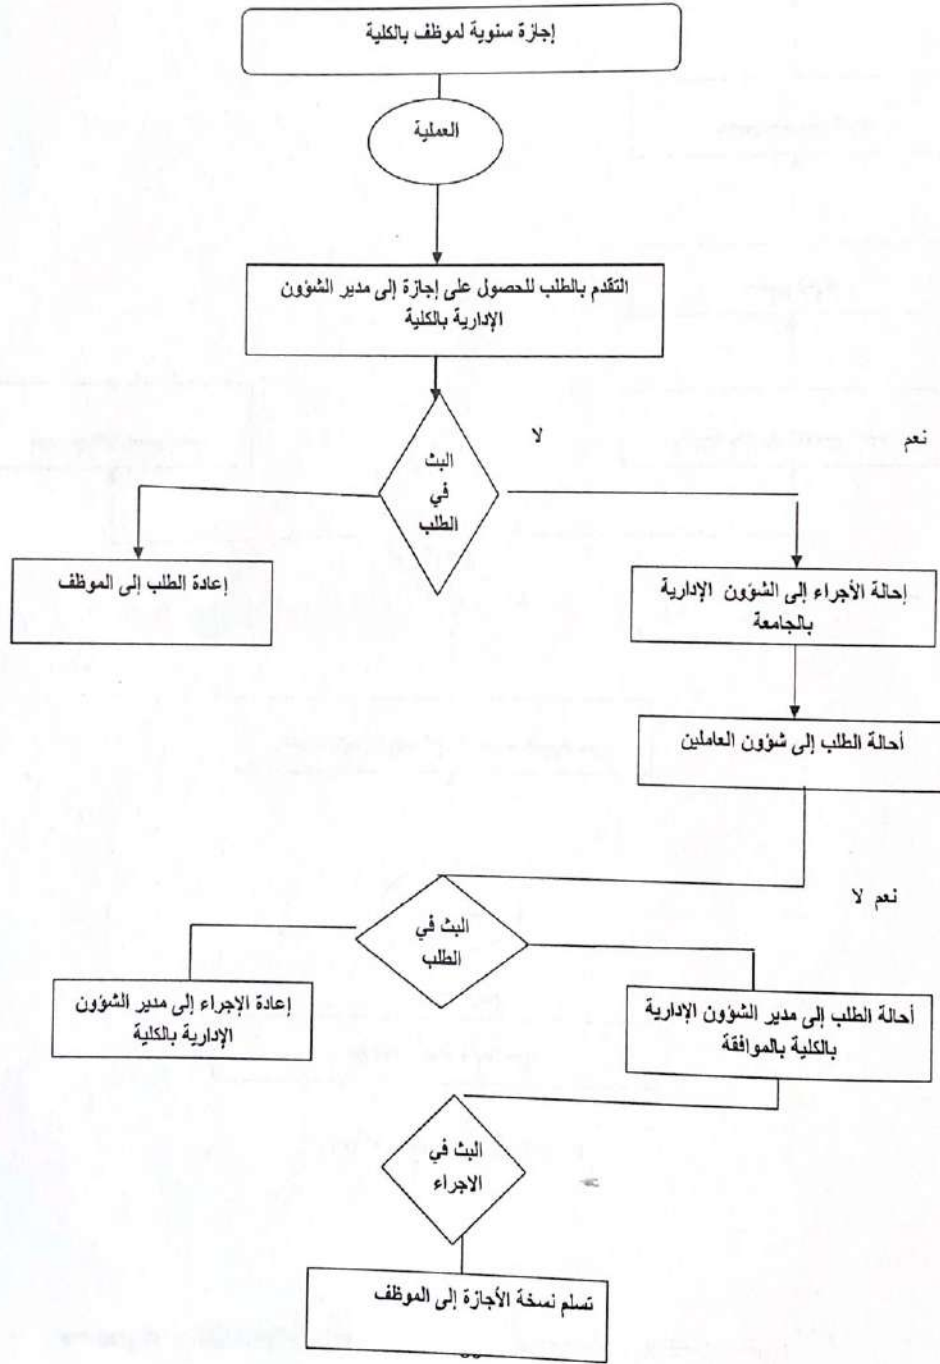 إجازة سنوية لموظف بالكلية
العملية
التقدم بالطلب للحصول على إجازة إلى مدير الشؤون
الإدارية بالكلية
نعم
لا
البث
في
الطلب
إحالة الأجراء إلى الشؤون الإدارية
بالجامعة
إعادة الطلب إلى الموظف
أحالة الطلب إلى شؤون العاملين
نعم لا
البث في
الطلب
أحالة الطلب إلى مدير الشؤون الإدارية
بالكلية بالموافقة
إعادة الإجراء إلى مدير الشؤون
الإدارية بالكلية
البث في
الاجراء
تسلم نسخة الأجازة إلى الموظف